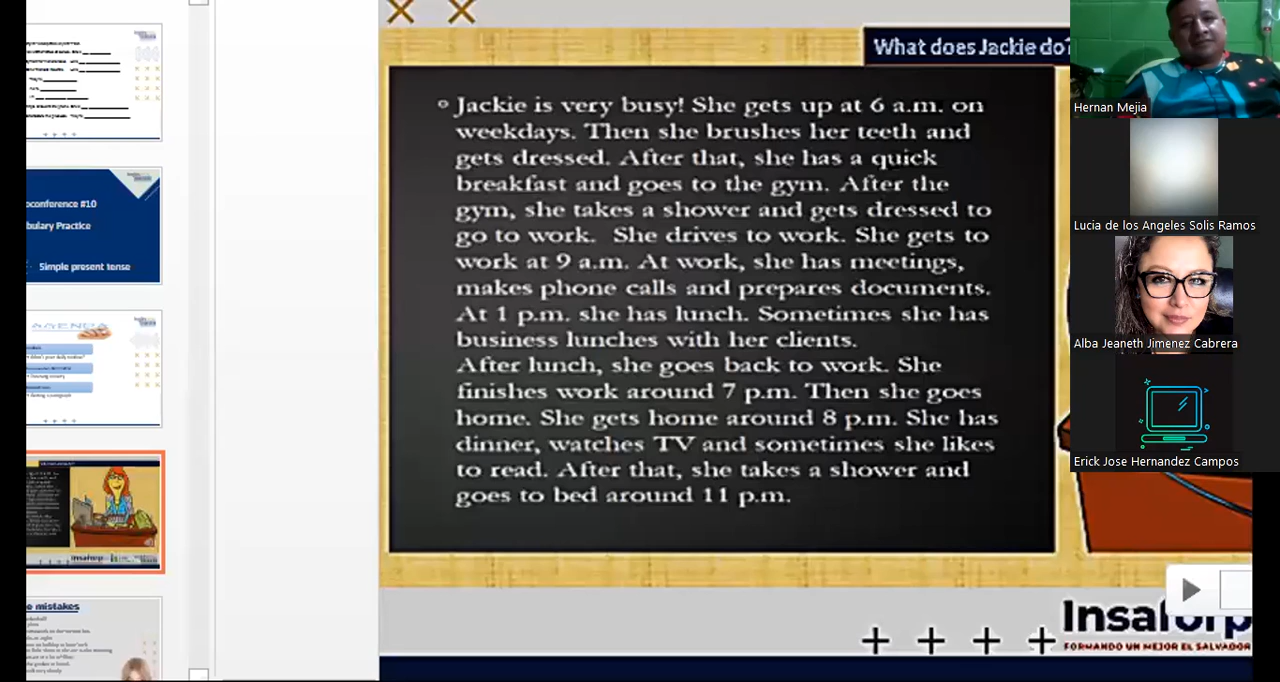 What does Jackie do?
Jackie is very busy! She gets up at 6 a.m. on
weekdays. Then she brushes her teeth and
gets dressed. After that, she has a quick
breakfast and goes to the gym. After the
gym, she takes a shower and gets dressed to
go to work. She drives to work. She gets to
work at 9 a.m. At work, she has meetings,
makes phone calls and prepares documents.
At 1 p.m. she has lunch. Sometimes she has
business lunches with her clients.
After lunch, she goes back to work. She
finishes work around 7 p.m. Then she goes
home. She gets home around 8 p.m. She has
dinner, watches TV and sometimes she likes
to read. After that, she takes a shower and
goes to bed around 11 p.m.
Insaforp
FORMANDO UN MEJOR EL SALVADOR
Hernan Mejia
Lucia de los Angeles Solis Ramos
Alba Jeaneth Jimenez Cabrera
Erick Jose Hernandez Campos
oconference #10
bulary Practice
Simple present tense
AGENDA
e mistakes